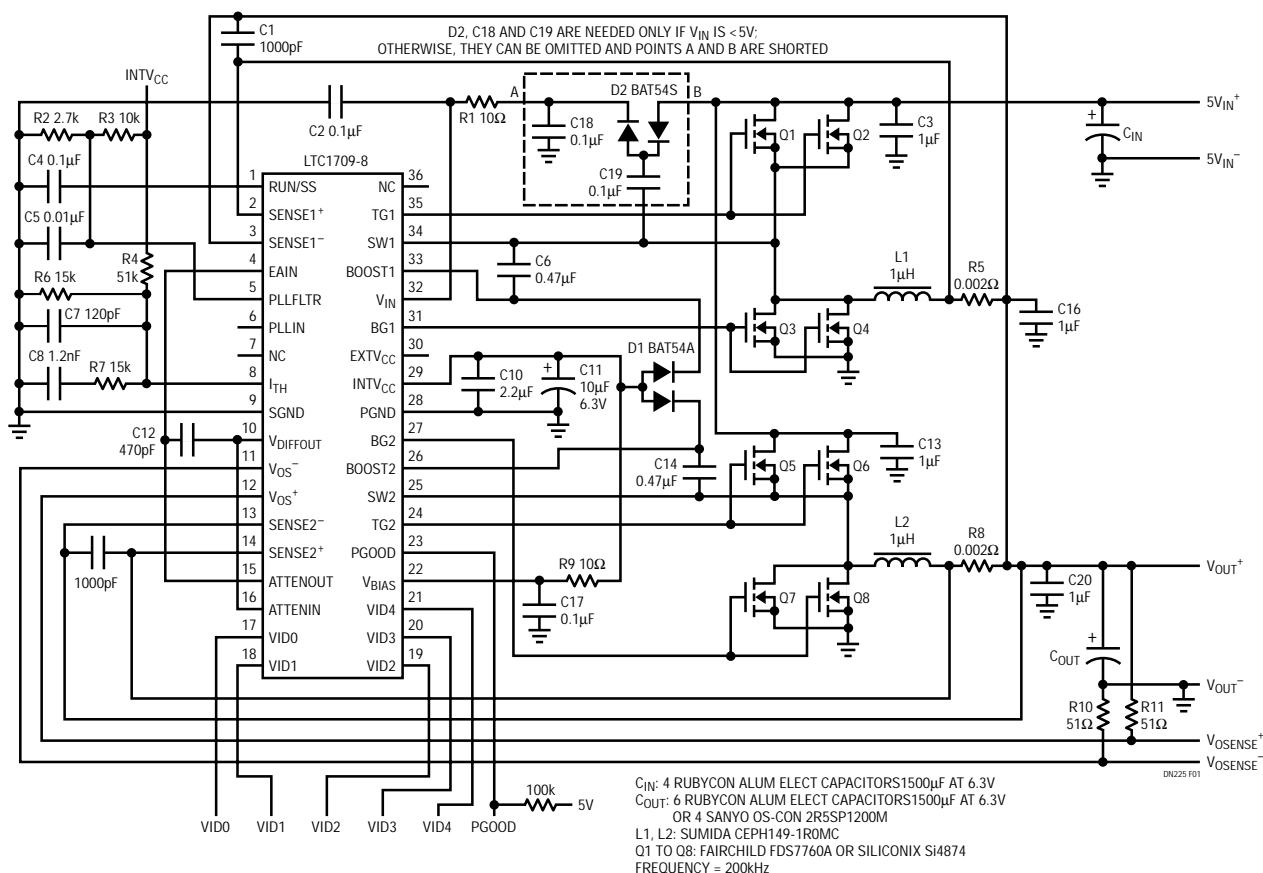 C1
1000pF
D2, C18 AND C19 ARE NEEDED ONLY IF VIN IS <5V;
OTHERWISE, THEY CAN BE OMITTED AND POINTS A AND B ARE SHORTED
INTVCC
R2 2.7k
R3 10k
C2 0.1µF
R1 10Ω
A
D2 BAT54S
B
C18
0.1µF
C19
0.1µF
Q1
Q2
C3
1µF
+
CIN
5VIN+
5VIN–
C4 0.1µF
C5 0.01µF
R4
51k
R6 15k
C7 120pF
C8 1.2nF
R7 15k
LTC1709-8
1
RUN/SS
2
SENSE1+
3
SENSE1–
4
EAIN
5
PLLFLTR
6
PLLIN
7
NC
8
ITH
9
SGND
10
VDIFFOUT
11
VOS–
12
VOS+
13
SENSE2–
14
SENSE2+
15
ATTENOUT
16
ATTENIN
17
VID0
18
VID1
36
NC
35
TG1
34
SW1
33
BOOST1
32
VIN
31
BG1
30
EXTVCC
29
INTVCC
28
PGND
27
BG2
26
BOOST2
25
SW2
24
TG2
23
PGOOD
22
VBIAS
21
VID4
20
VID3
19
VID2
C6
0.47µF
L1
1µH
R5
0.002Ω
Q3
Q4
C16
1µF
D1 BAT54A
C10
2.2µF
+
C11
10µF
6.3V
C12
470pF
C14
0.47µF
Q5
Q6
C13
1µF
L2
1µH
R8
0.002Ω
1000pF
R9 10Ω
C17
0.1µF
Q7
Q8
C20
1µF
+
COUT
VOUT+
VOUT–
R10
51Ω
R11
51Ω
VOSENSE+
VOSENSE–
DN225 F01
VID0
VID1
VID2
VID3
VID4
PGOOD
100k
5V
CIN: 4 RUBYCON ALUM ELECT CAPACITORS1500µF AT 6.3V
COUT: 6 RUBYCON ALUM ELECT CAPACITORS1500µF AT 6.3V
OR 4 SANYO OS-CON 2R5SP1200M
L1, L2: SUMIDA CEPH149-1R0MC
Q1 TO Q8: FAIRCHILD FDS7760A OR SILICONIX Si4874
FREQUENCY = 200kHz